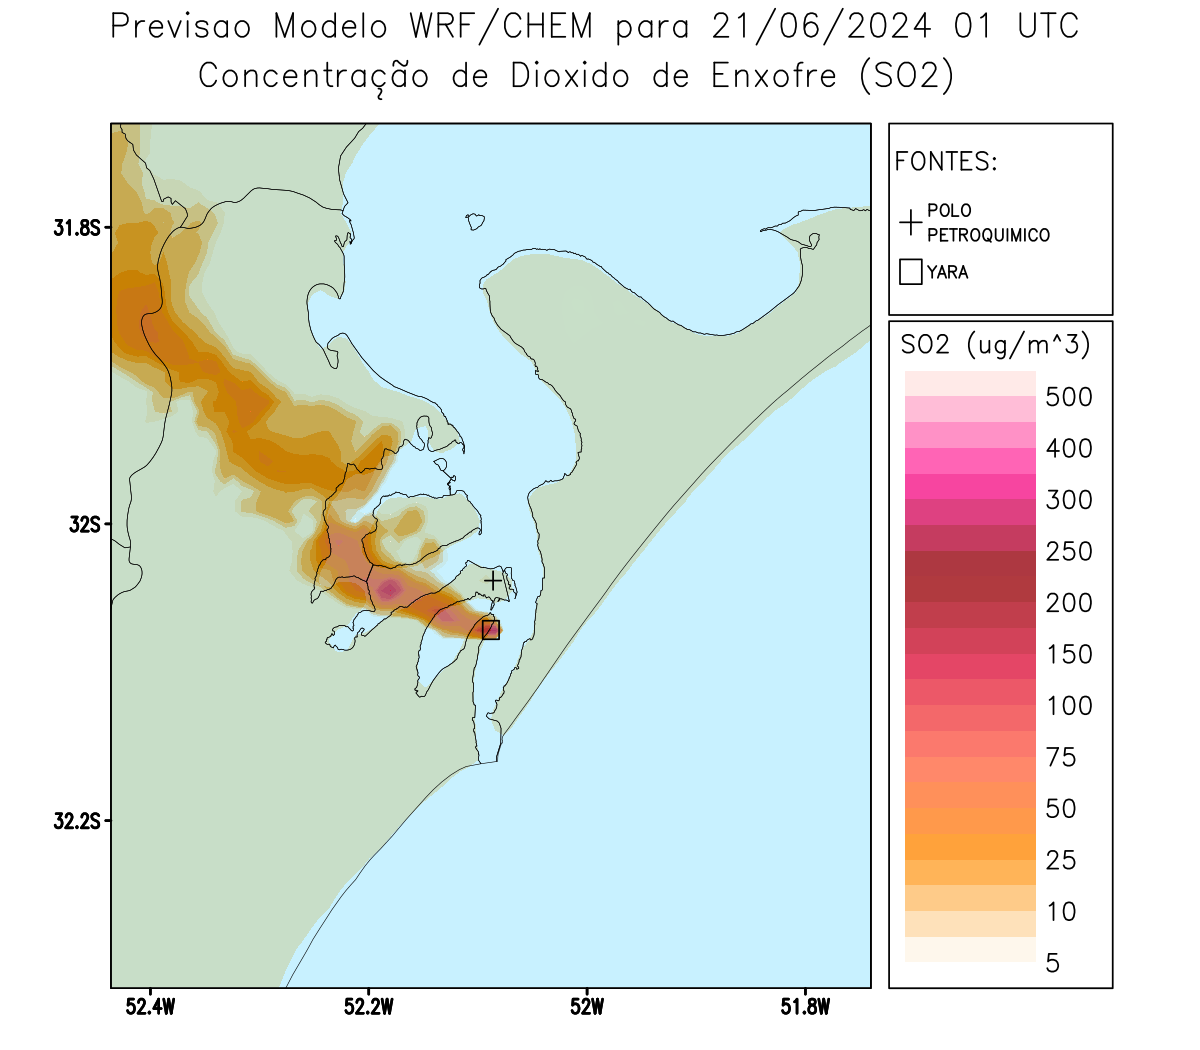 Previsao Modelo WRF/CHEM para 21/06/2024 01 UTC
Concentração de Dioxido de Enxofre (SO2)
FONTES:
POLO
PETROQUIMICO
YARA
31.8S
32S
32.2S
52.4W
52.2W
52W
51.8W
SO2 (ug/m^3)
500
400
300
250
200
150
100
75
50
25
10
5